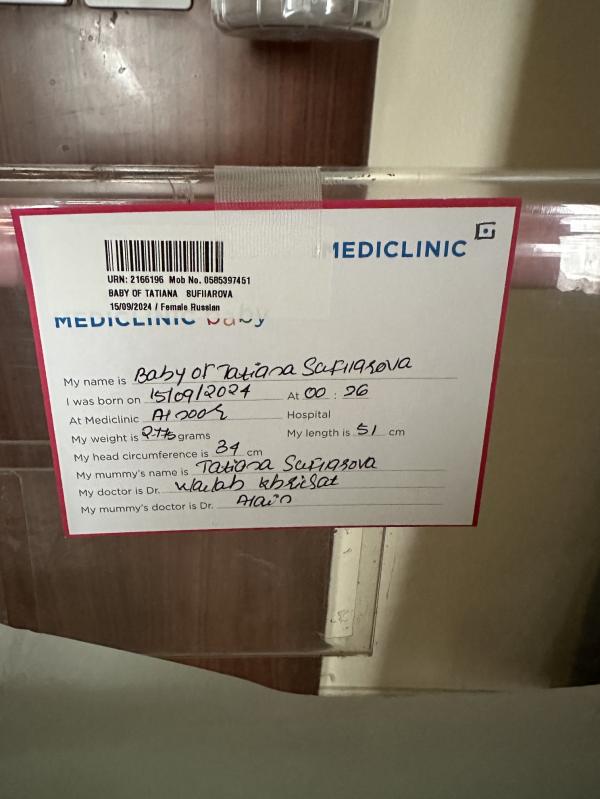 MEDICLINIC
URN: 2166196 Mob No. 0585397451
BABY OF TATIANA SUFIIAROVA
15/09/2024 / Female Russian
MEDICLINIC baby
My name is Baby of Tatiana Sufiiarova
I was born on 15/09/2024 At 00 : 26
At Mediclinic Al noor Hospital
My weight is grams My length is 51 cm
My head circumference is 34 cm
My mummy's name is Tatiana Sufiiarova
My doctor is Dr.
My mummy's doctor is Dr.